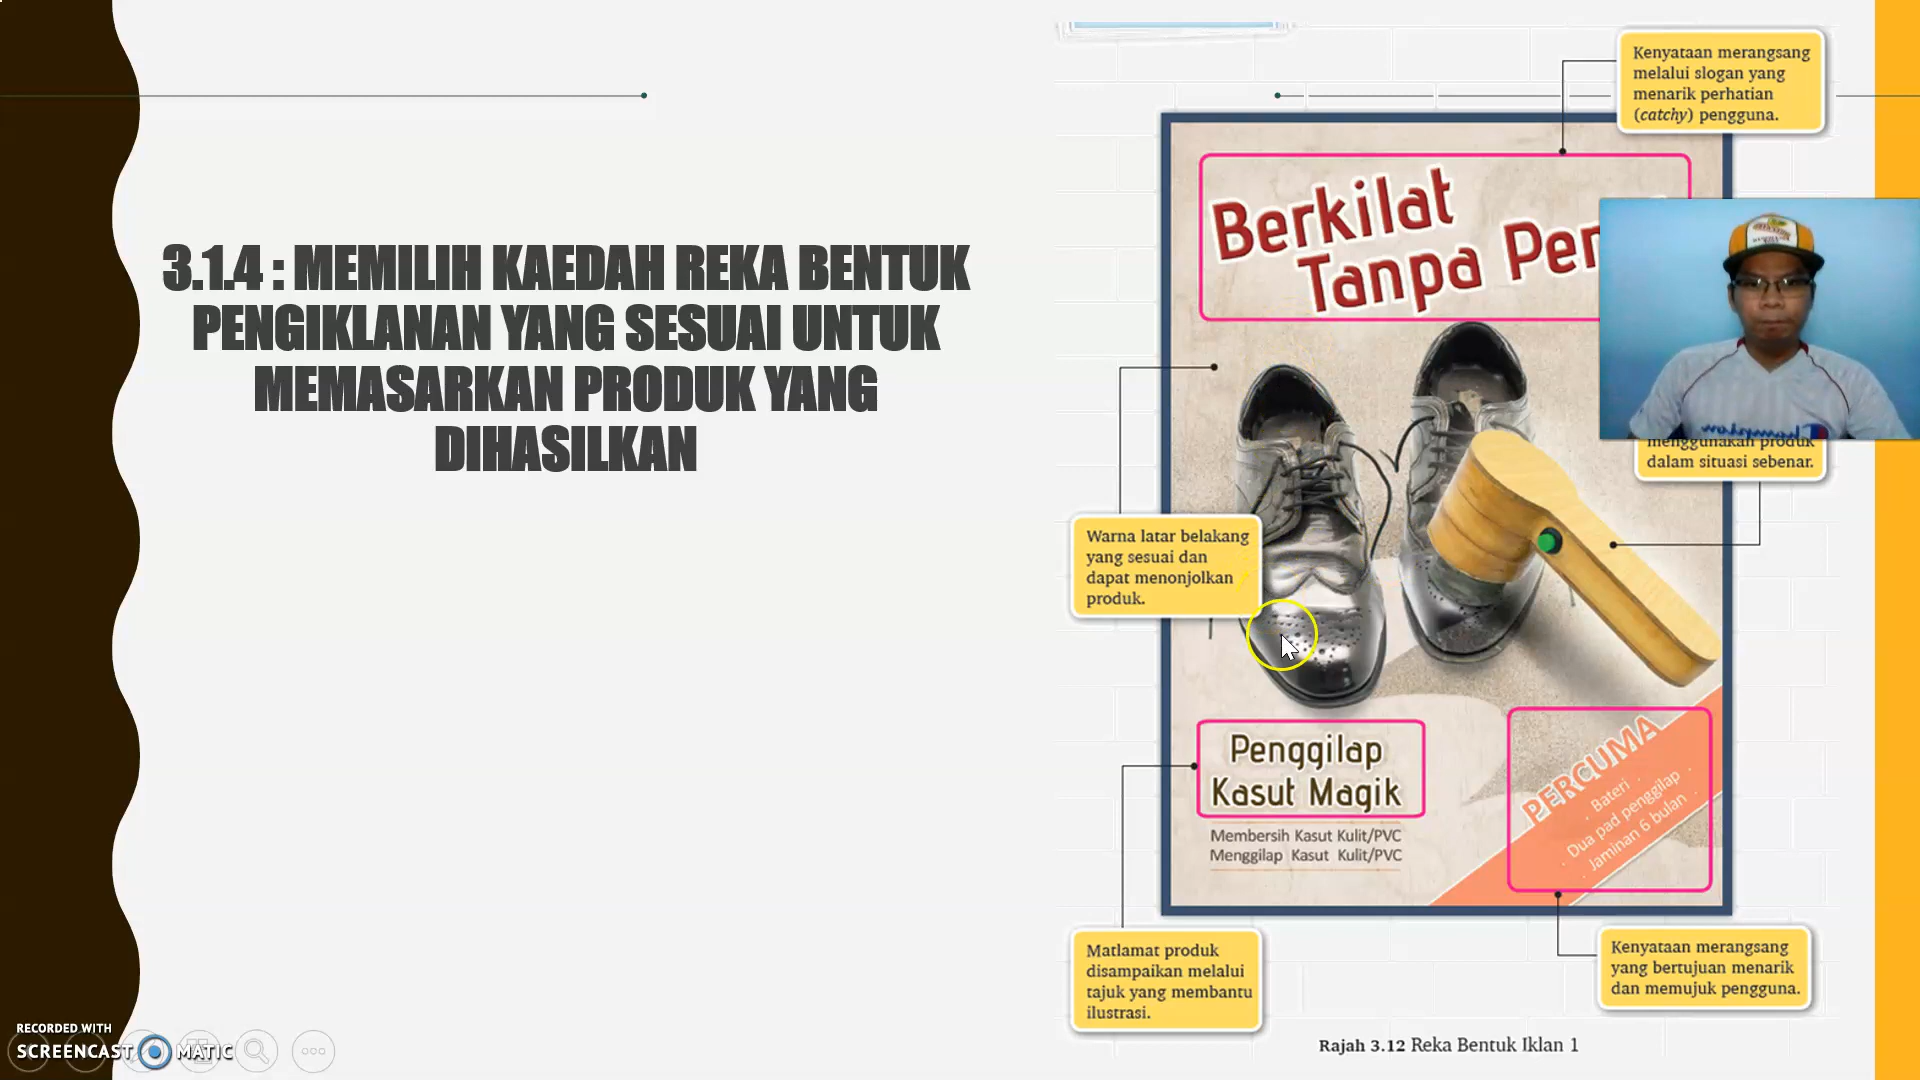 3.1.4 : MEMILIH KAEDAH REKA BENTUK
PENGIKLANAN YANG SESUAI UNTUK
MEMASARKAN PRODUK YANG
DIHASILKAN
Kenyataan merangsang
melalui slogan yang
menarik perhatian
(catchy) pengguna.
Berkilat
Tanpa
menggunakan produk
dalam situasi sebenar.
Warna latar belakang
yang sesuai dan
dapat menonjolkan
produk.
Penggilap
Kasut Magik
Membersih Kasut Kulit/PVC
Menggilap Kasut Kulit/PVC
PERCUMA
Bateri
Dua pad penggilap
Jaminan 6 bulan
Matlamat produk
disampaikan melalui
tajuk yang membantu
ilustrasi.
Kenyataan merangsang
yang bertujuan menarik
dan memujuk pengguna.
Rajah 3.12 Reka Bentuk Iklan 1
RECORDED WITH
SCREENCAST MATIC